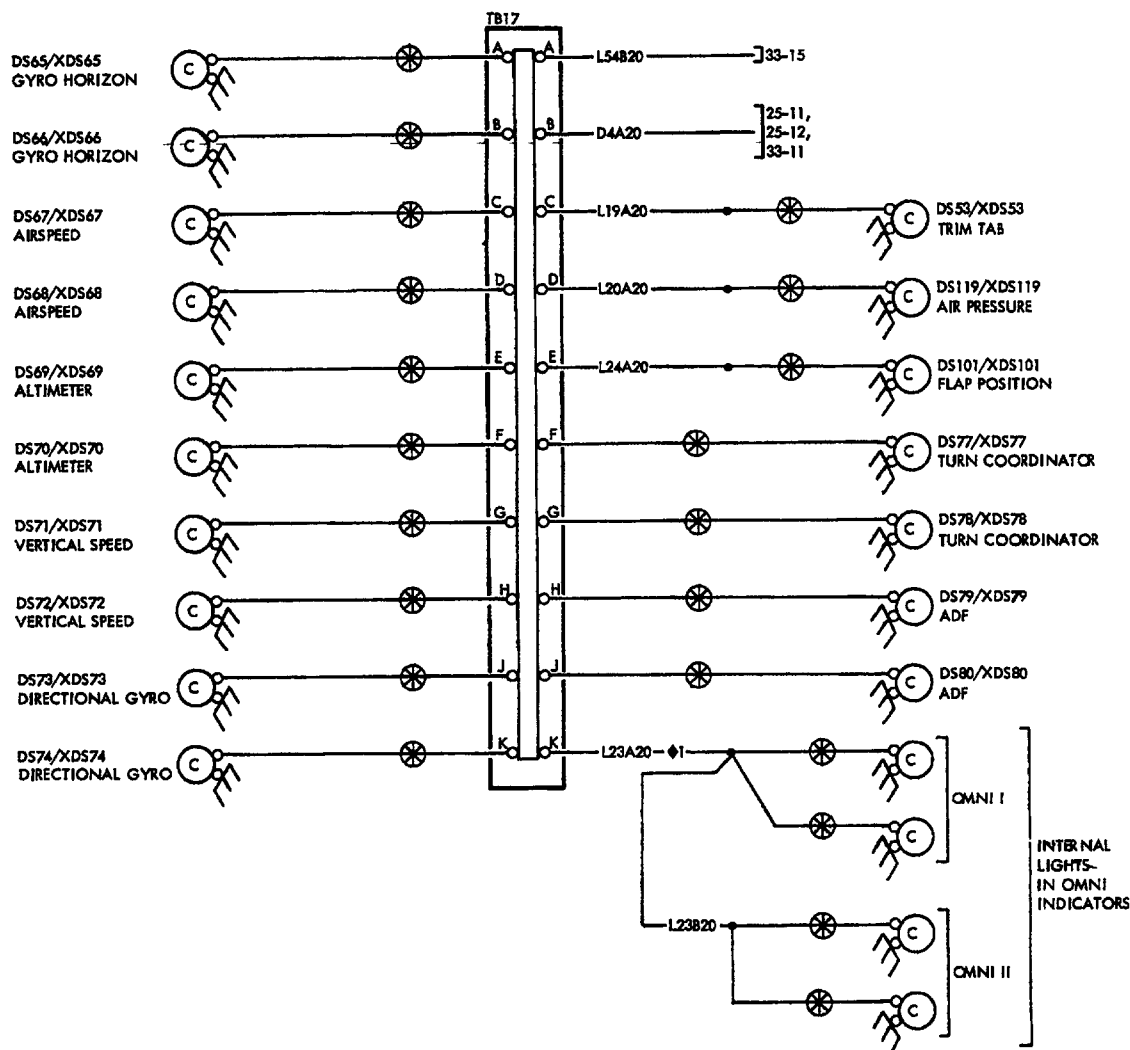 TB17
DS65/XDS65
GYRO HORIZON
C
A
A
L54B20
33-15
DS66/XDS66
GYRO HORIZON
C
B
B
D4A20
25-11,
25-12,
33-11
DS67/XDS67
AIRSPEED
C
C
C
L19A20
C
DS53/XDS53
TRIM TAB
DS68/XDS68
AIRSPEED
C
D
D
L20A20
C
DS119/XDS119
AIR PRESSURE
DS69/XDS69
ALTIMETER
C
E
E
L24A20
C
DS101/XDS101
FLAP POSITION
DS70/XDS70
ALTIMETER
C
F
F
C
DS77/XDS77
TURN COORDINATOR
DS71/XDS71
VERTICAL SPEED
C
G
G
C
DS78/XDS78
TURN COORDINATOR
DS72/XDS72
VERTICAL SPEED
C
H
H
C
DS79/XDS79
ADF
DS73/XDS73
DIRECTIONAL GYRO
C
J
J
C
DS80/XDS80
ADF
DS74/XDS74
DIRECTIONAL GYRO
C
K
K
L23A20 ◆1
C
C
OMNI I
L23B20
C
C
OMNI II
INTERNAL
LIGHTS-
IN OMNI
INDICATORS